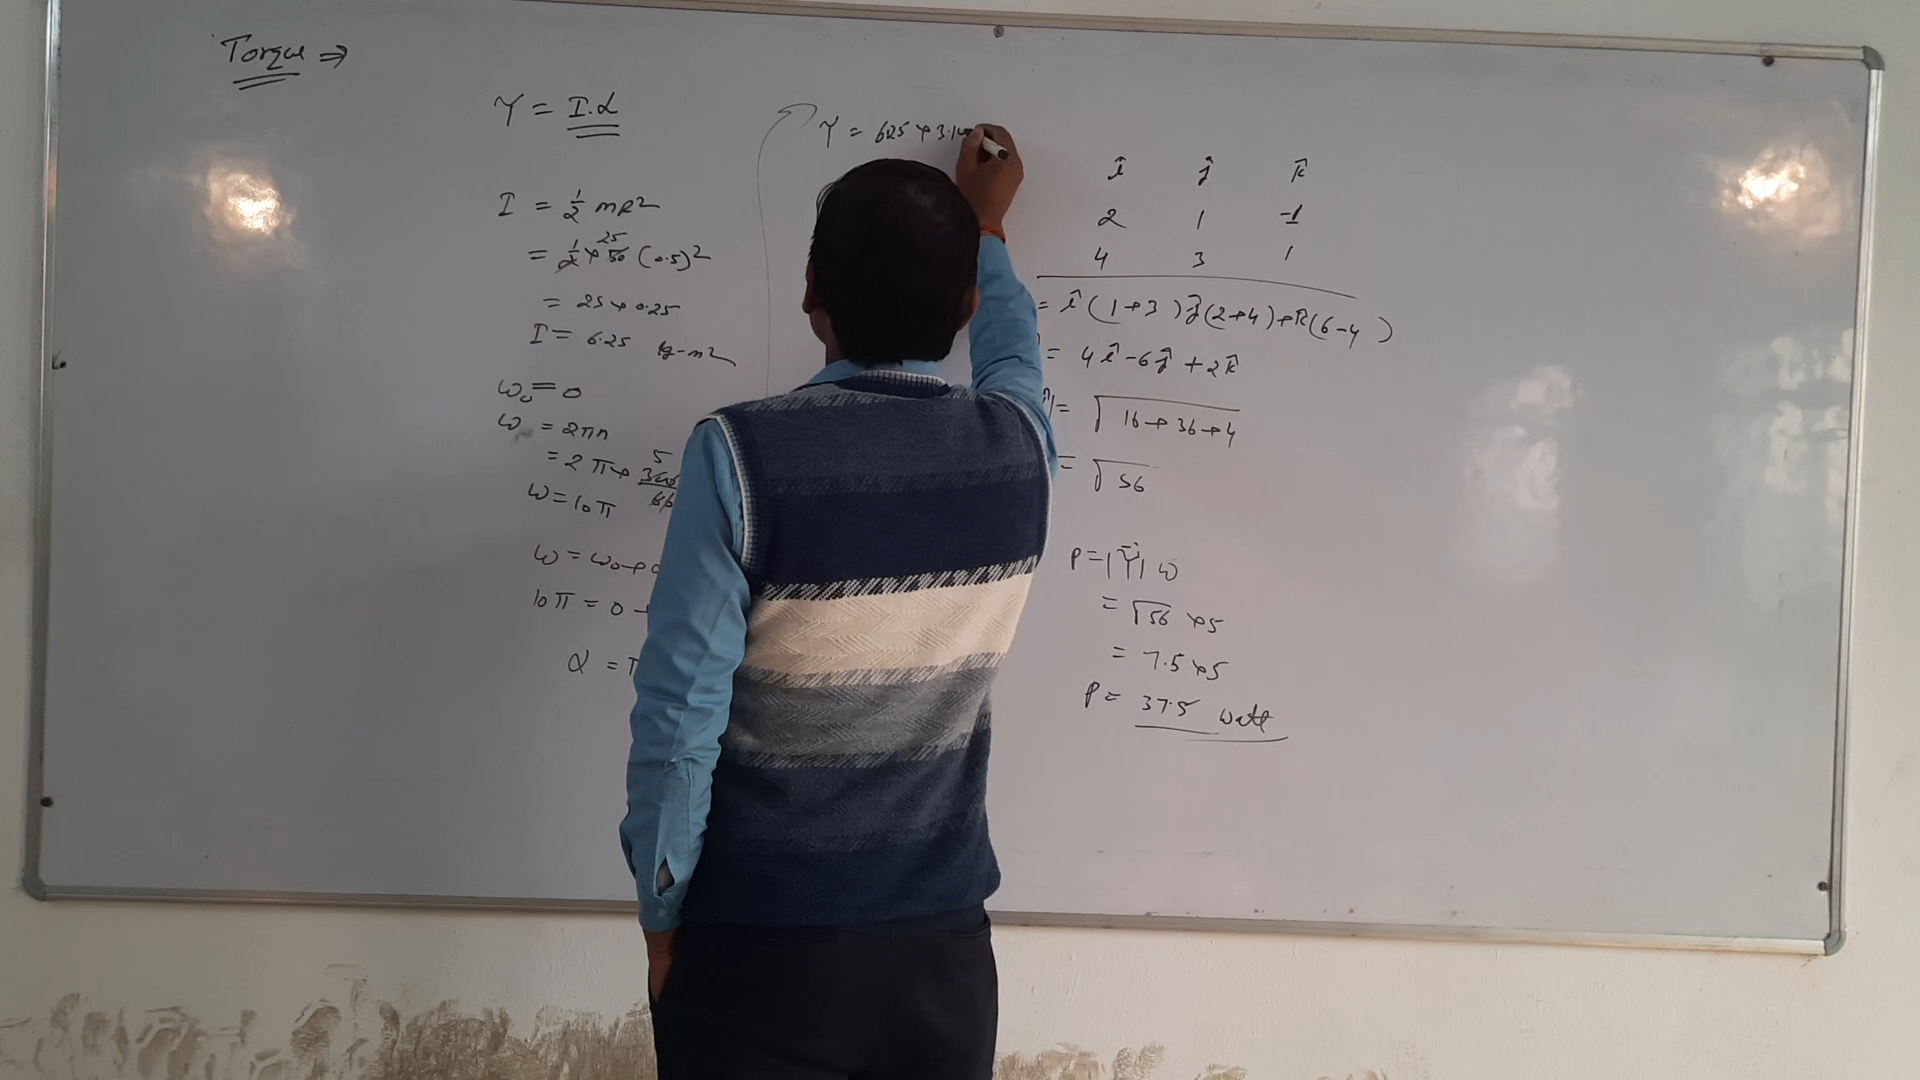 Torque ⇒
τ = I.α
I = 1/2 mR²
= 1/2 × 50 25 (0.5)²
= 25 × 0.25
I = 6.25 kg-m²
ω₀ = 0
ω = 2πn
= 2π × 300/60 5
ω = 10π
ω = ω₀ +
10π = 0 +
α =
τ = 6.25 × 3.14
î ĵ k̂
2 1 -1
4 3 1
= î (1+3) ĵ(2+4) + k̂(6-4)
= 4î - 6ĵ + 2k̂
= √16+36+4
= √56
P = |τ⃗| ω
= √56 × 5
= 7.5 × 5
P = 37.5 watt